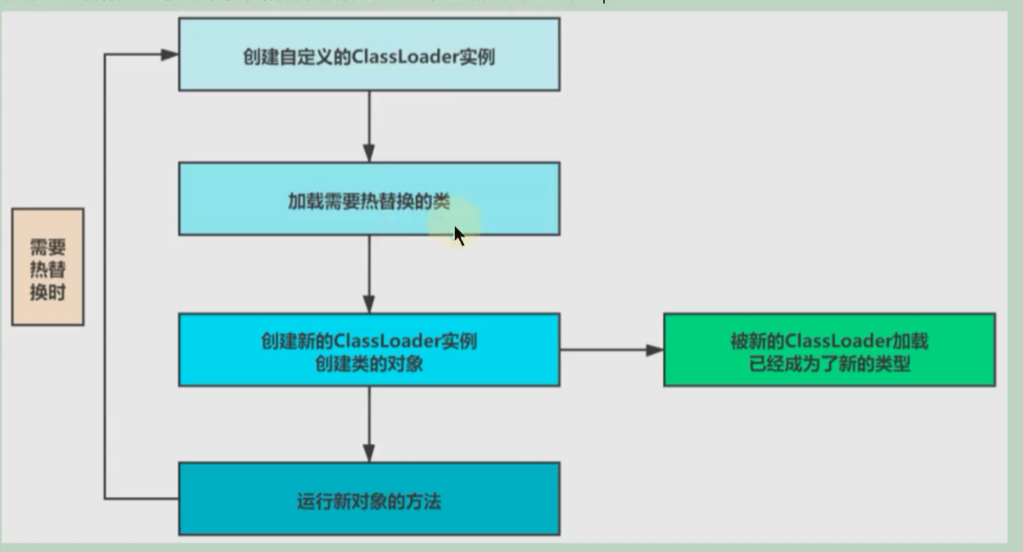 创建自定义的ClassLoader实例
加载需要热替换的类
需要
热替
换时
创建新的ClassLoader实例
创建类的对象
被新的ClassLoader加载
已经成为了新的类型
运行新对象的方法